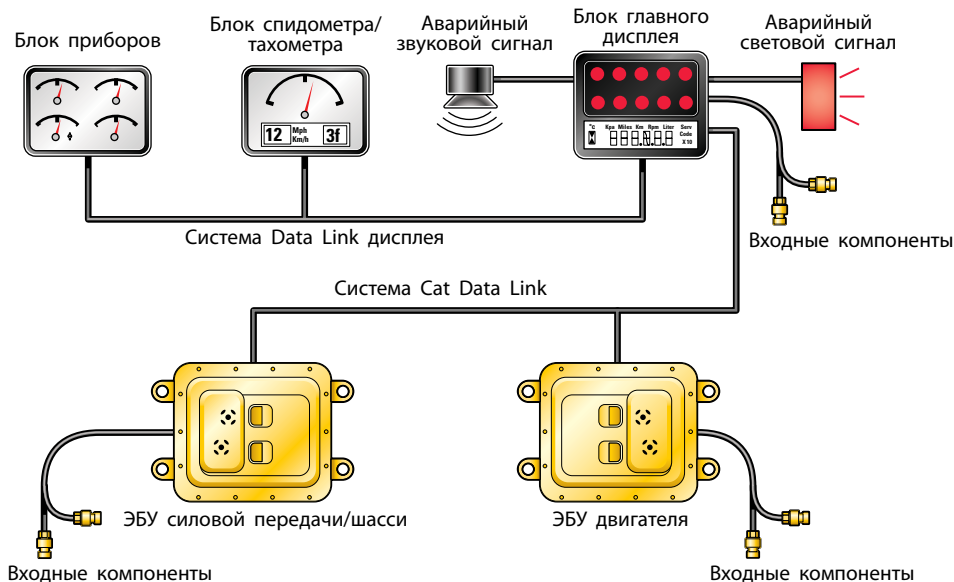 Блок приборов
Блок спидометра/
тахометра
Аварийный
звуковой сигнал
Блок главного
дисплея
Аварийный
световой сигнал
12 Mph
Km/h 3f
°C Kpa Miles Km Rpm Liter Serv
Code
X10
Входные компоненты
Система Data Link дисплея
Система Cat Data Link
ЭБУ силовой передачи/шасси
ЭБУ двигателя
Входные компоненты
Входные компоненты